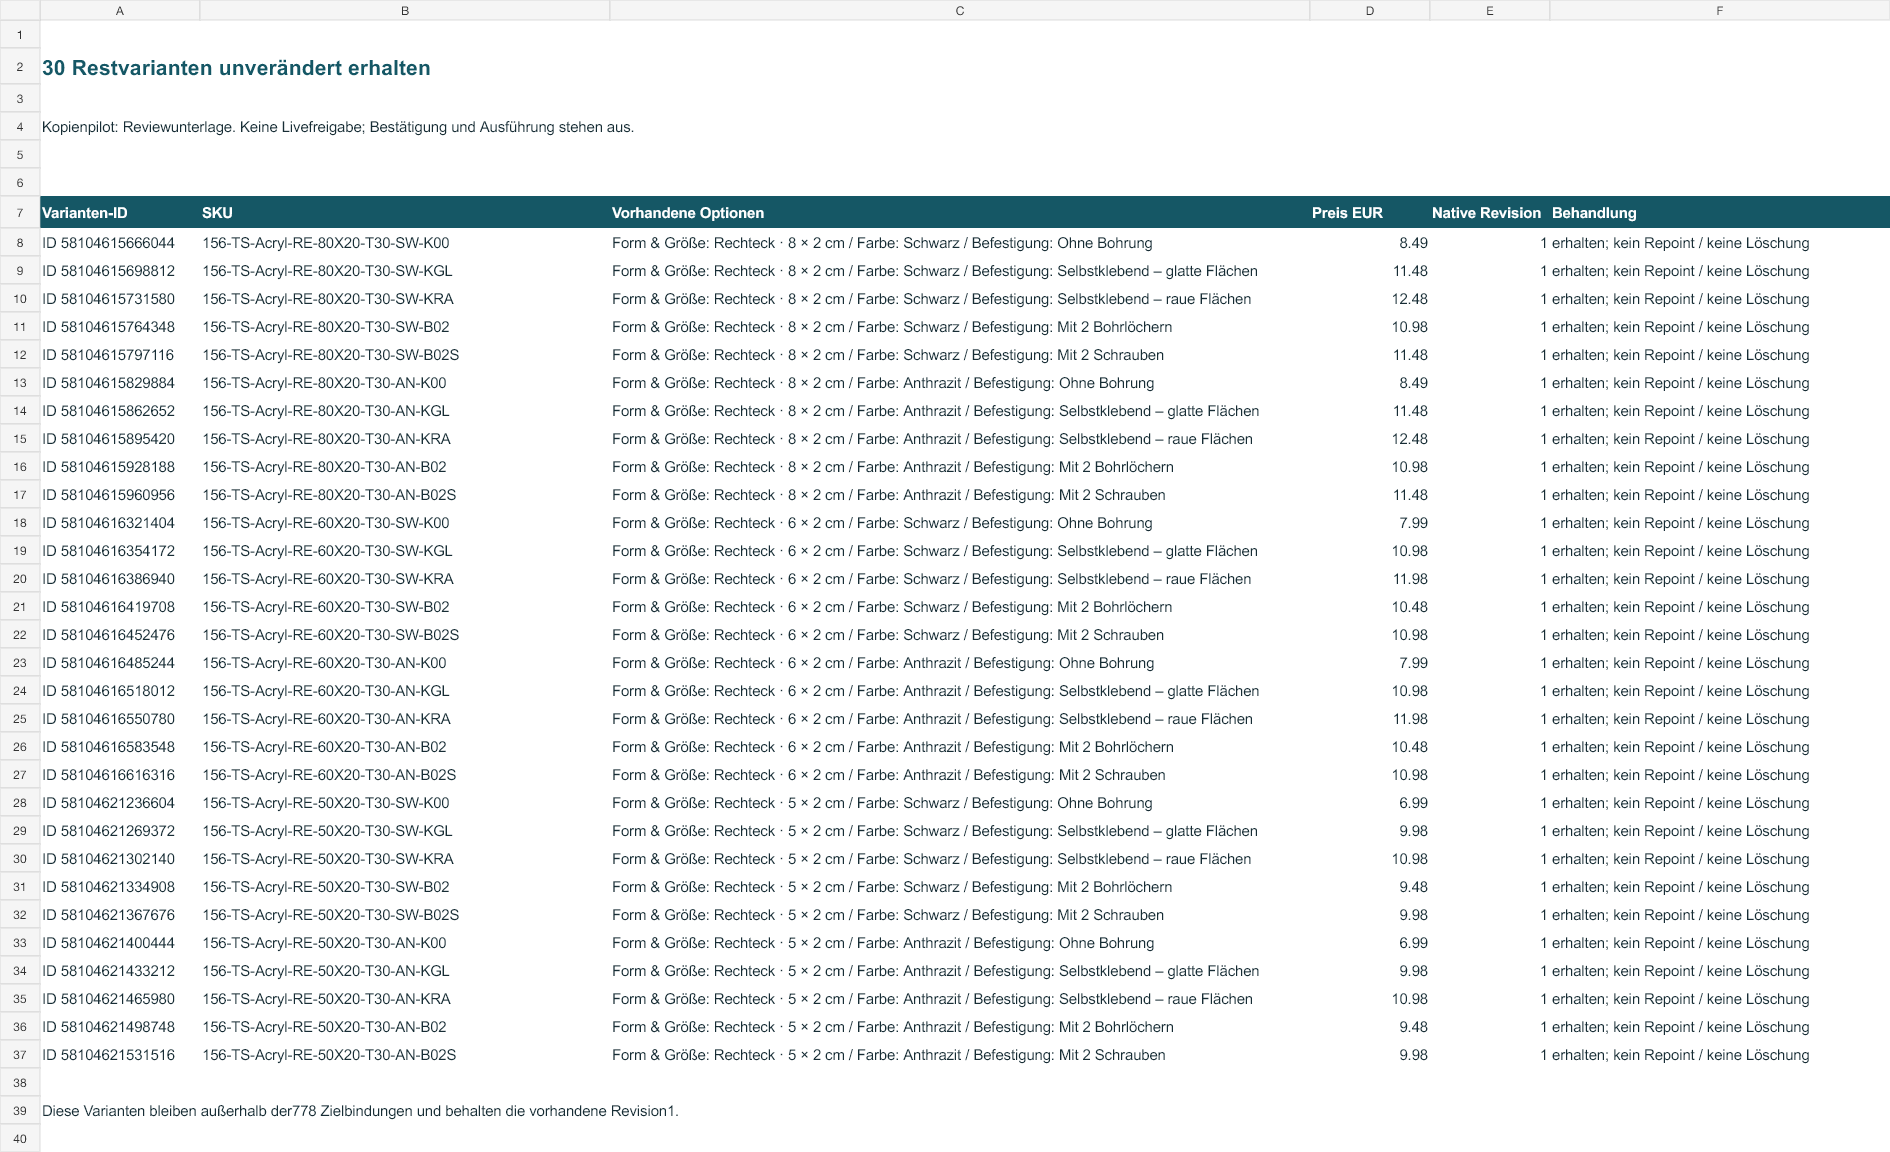 A B C D E F
1
2 30 Restvarianten unverändert erhalten
3
4 Kopienpilot: Reviewunterlage. Keine Livefreigabe; Bestätigung und Ausführung stehen aus.
5
6
7 Varianten-ID SKU Vorhandene Optionen Preis EUR Native Revision Behandlung
8 ID 58104615666044 156-TS-Acryl-RE-80X20-T30-SW-K00 Form & Größe: Rechteck · 8 × 2 cm / Farbe: Schwarz / Befestigung: Ohne Bohrung 8.49 1 erhalten; kein Repoint / keine Löschung
9 ID 58104615698812 156-TS-Acryl-RE-80X20-T30-SW-KGL Form & Größe: Rechteck · 8 × 2 cm / Farbe: Schwarz / Befestigung: Selbstklebend – glatte Flächen 11.48 1 erhalten; kein Repoint / keine Löschung
10 ID 58104615731580 156-TS-Acryl-RE-80X20-T30-SW-KRA Form & Größe: Rechteck · 8 × 2 cm / Farbe: Schwarz / Befestigung: Selbstklebend – raue Flächen 12.48 1 erhalten; kein Repoint / keine Löschung
11 ID 58104615764348 156-TS-Acryl-RE-80X20-T30-SW-B02 Form & Größe: Rechteck · 8 × 2 cm / Farbe: Schwarz / Befestigung: Mit 2 Bohrlöchern 10.98 1 erhalten; kein Repoint / keine Löschung
12 ID 58104615797116 156-TS-Acryl-RE-80X20-T30-SW-B02S Form & Größe: Rechteck · 8 × 2 cm / Farbe: Schwarz / Befestigung: Mit 2 Schrauben 11.48 1 erhalten; kein Repoint / keine Löschung
13 ID 58104615829884 156-TS-Acryl-RE-80X20-T30-AN-K00 Form & Größe: Rechteck · 8 × 2 cm / Farbe: Anthrazit / Befestigung: Ohne Bohrung 8.49 1 erhalten; kein Repoint / keine Löschung
14 ID 58104615862652 156-TS-Acryl-RE-80X20-T30-AN-KGL Form & Größe: Rechteck · 8 × 2 cm / Farbe: Anthrazit / Befestigung: Selbstklebend – glatte Flächen 11.48 1 erhalten; kein Repoint / keine Löschung
15 ID 58104615895420 156-TS-Acryl-RE-80X20-T30-AN-KRA Form & Größe: Rechteck · 8 × 2 cm / Farbe: Anthrazit / Befestigung: Selbstklebend – raue Flächen 12.48 1 erhalten; kein Repoint / keine Löschung
16 ID 58104615928188 156-TS-Acryl-RE-80X20-T30-AN-B02 Form & Größe: Rechteck · 8 × 2 cm / Farbe: Anthrazit / Befestigung: Mit 2 Bohrlöchern 10.98 1 erhalten; kein Repoint / keine Löschung
17 ID 58104615960956 156-TS-Acryl-RE-80X20-T30-AN-B02S Form & Größe: Rechteck · 8 × 2 cm / Farbe: Anthrazit / Befestigung: Mit 2 Schrauben 11.48 1 erhalten; kein Repoint / keine Löschung
18 ID 58104616321404 156-TS-Acryl-RE-60X20-T30-SW-K00 Form & Größe: Rechteck · 6 × 2 cm / Farbe: Schwarz / Befestigung: Ohne Bohrung 7.99 1 erhalten; kein Repoint / keine Löschung
19 ID 58104616354172 156-TS-Acryl-RE-60X20-T30-SW-KGL Form & Größe: Rechteck · 6 × 2 cm / Farbe: Schwarz / Befestigung: Selbstklebend – glatte Flächen 10.98 1 erhalten; kein Repoint / keine Löschung
20 ID 58104616386940 156-TS-Acryl-RE-60X20-T30-SW-KRA Form & Größe: Rechteck · 6 × 2 cm / Farbe: Schwarz / Befestigung: Selbstklebend – raue Flächen 11.98 1 erhalten; kein Repoint / keine Löschung
21 ID 58104616419708 156-TS-Acryl-RE-60X20-T30-SW-B02 Form & Größe: Rechteck · 6 × 2 cm / Farbe: Schwarz / Befestigung: Mit 2 Bohrlöchern 10.48 1 erhalten; kein Repoint / keine Löschung
22 ID 58104616452476 156-TS-Acryl-RE-60X20-T30-SW-B02S Form & Größe: Rechteck · 6 × 2 cm / Farbe: Schwarz / Befestigung: Mit 2 Schrauben 10.98 1 erhalten; kein Repoint / keine Löschung
23 ID 58104616485244 156-TS-Acryl-RE-60X20-T30-AN-K00 Form & Größe: Rechteck · 6 × 2 cm / Farbe: Anthrazit / Befestigung: Ohne Bohrung 7.99 1 erhalten; kein Repoint / keine Löschung
24 ID 58104616518012 156-TS-Acryl-RE-60X20-T30-AN-KGL Form & Größe: Rechteck · 6 × 2 cm / Farbe: Anthrazit / Befestigung: Selbstklebend – glatte Flächen 10.98 1 erhalten; kein Repoint / keine Löschung
25 ID 58104616550780 156-TS-Acryl-RE-60X20-T30-AN-KRA Form & Größe: Rechteck · 6 × 2 cm / Farbe: Anthrazit / Befestigung: Selbstklebend – raue Flächen 11.98 1 erhalten; kein Repoint / keine Löschung
26 ID 58104616583548 156-TS-Acryl-RE-60X20-T30-AN-B02 Form & Größe: Rechteck · 6 × 2 cm / Farbe: Anthrazit / Befestigung: Mit 2 Bohrlöchern 10.48 1 erhalten; kein Repoint / keine Löschung
27 ID 58104616616316 156-TS-Acryl-RE-60X20-T30-AN-B02S Form & Größe: Rechteck · 6 × 2 cm / Farbe: Anthrazit / Befestigung: Mit 2 Schrauben 10.98 1 erhalten; kein Repoint / keine Löschung
28 ID 58104621236604 156-TS-Acryl-RE-50X20-T30-SW-K00 Form & Größe: Rechteck · 5 × 2 cm / Farbe: Schwarz / Befestigung: Ohne Bohrung 6.99 1 erhalten; kein Repoint / keine Löschung
29 ID 58104621269372 156-TS-Acryl-RE-50X20-T30-SW-KGL Form & Größe: Rechteck · 5 × 2 cm / Farbe: Schwarz / Befestigung: Selbstklebend – glatte Flächen 9.98 1 erhalten; kein Repoint / keine Löschung
30 ID 58104621302140 156-TS-Acryl-RE-50X20-T30-SW-KRA Form & Größe: Rechteck · 5 × 2 cm / Farbe: Schwarz / Befestigung: Selbstklebend – raue Flächen 10.98 1 erhalten; kein Repoint / keine Löschung
31 ID 58104621334908 156-TS-Acryl-RE-50X20-T30-SW-B02 Form & Größe: Rechteck · 5 × 2 cm / Farbe: Schwarz / Befestigung: Mit 2 Bohrlöchern 9.48 1 erhalten; kein Repoint / keine Löschung
32 ID 58104621367676 156-TS-Acryl-RE-50X20-T30-SW-B02S Form & Größe: Rechteck · 5 × 2 cm / Farbe: Schwarz / Befestigung: Mit 2 Schrauben 9.98 1 erhalten; kein Repoint / keine Löschung
33 ID 58104621400444 156-TS-Acryl-RE-50X20-T30-AN-K00 Form & Größe: Rechteck · 5 × 2 cm / Farbe: Anthrazit / Befestigung: Ohne Bohrung 6.99 1 erhalten; kein Repoint / keine Löschung
34 ID 58104621433212 156-TS-Acryl-RE-50X20-T30-AN-KGL Form & Größe: Rechteck · 5 × 2 cm / Farbe: Anthrazit / Befestigung: Selbstklebend – glatte Flächen 9.98 1 erhalten; kein Repoint / keine Löschung
35 ID 58104621465980 156-TS-Acryl-RE-50X20-T30-AN-KRA Form & Größe: Rechteck · 5 × 2 cm / Farbe: Anthrazit / Befestigung: Selbstklebend – raue Flächen 10.98 1 erhalten; kein Repoint / keine Löschung
36 ID 58104621498748 156-TS-Acryl-RE-50X20-T30-AN-B02 Form & Größe: Rechteck · 5 × 2 cm / Farbe: Anthrazit / Befestigung: Mit 2 Bohrlöchern 9.48 1 erhalten; kein Repoint / keine Löschung
37 ID 58104621531516 156-TS-Acryl-RE-50X20-T30-AN-B02S Form & Größe: Rechteck · 5 × 2 cm / Farbe: Anthrazit / Befestigung: Mit 2 Schrauben 9.98 1 erhalten; kein Repoint / keine Löschung
38
39 Diese Varianten bleiben außerhalb der778 Zielbindungen und behalten die vorhandene Revision1.
40